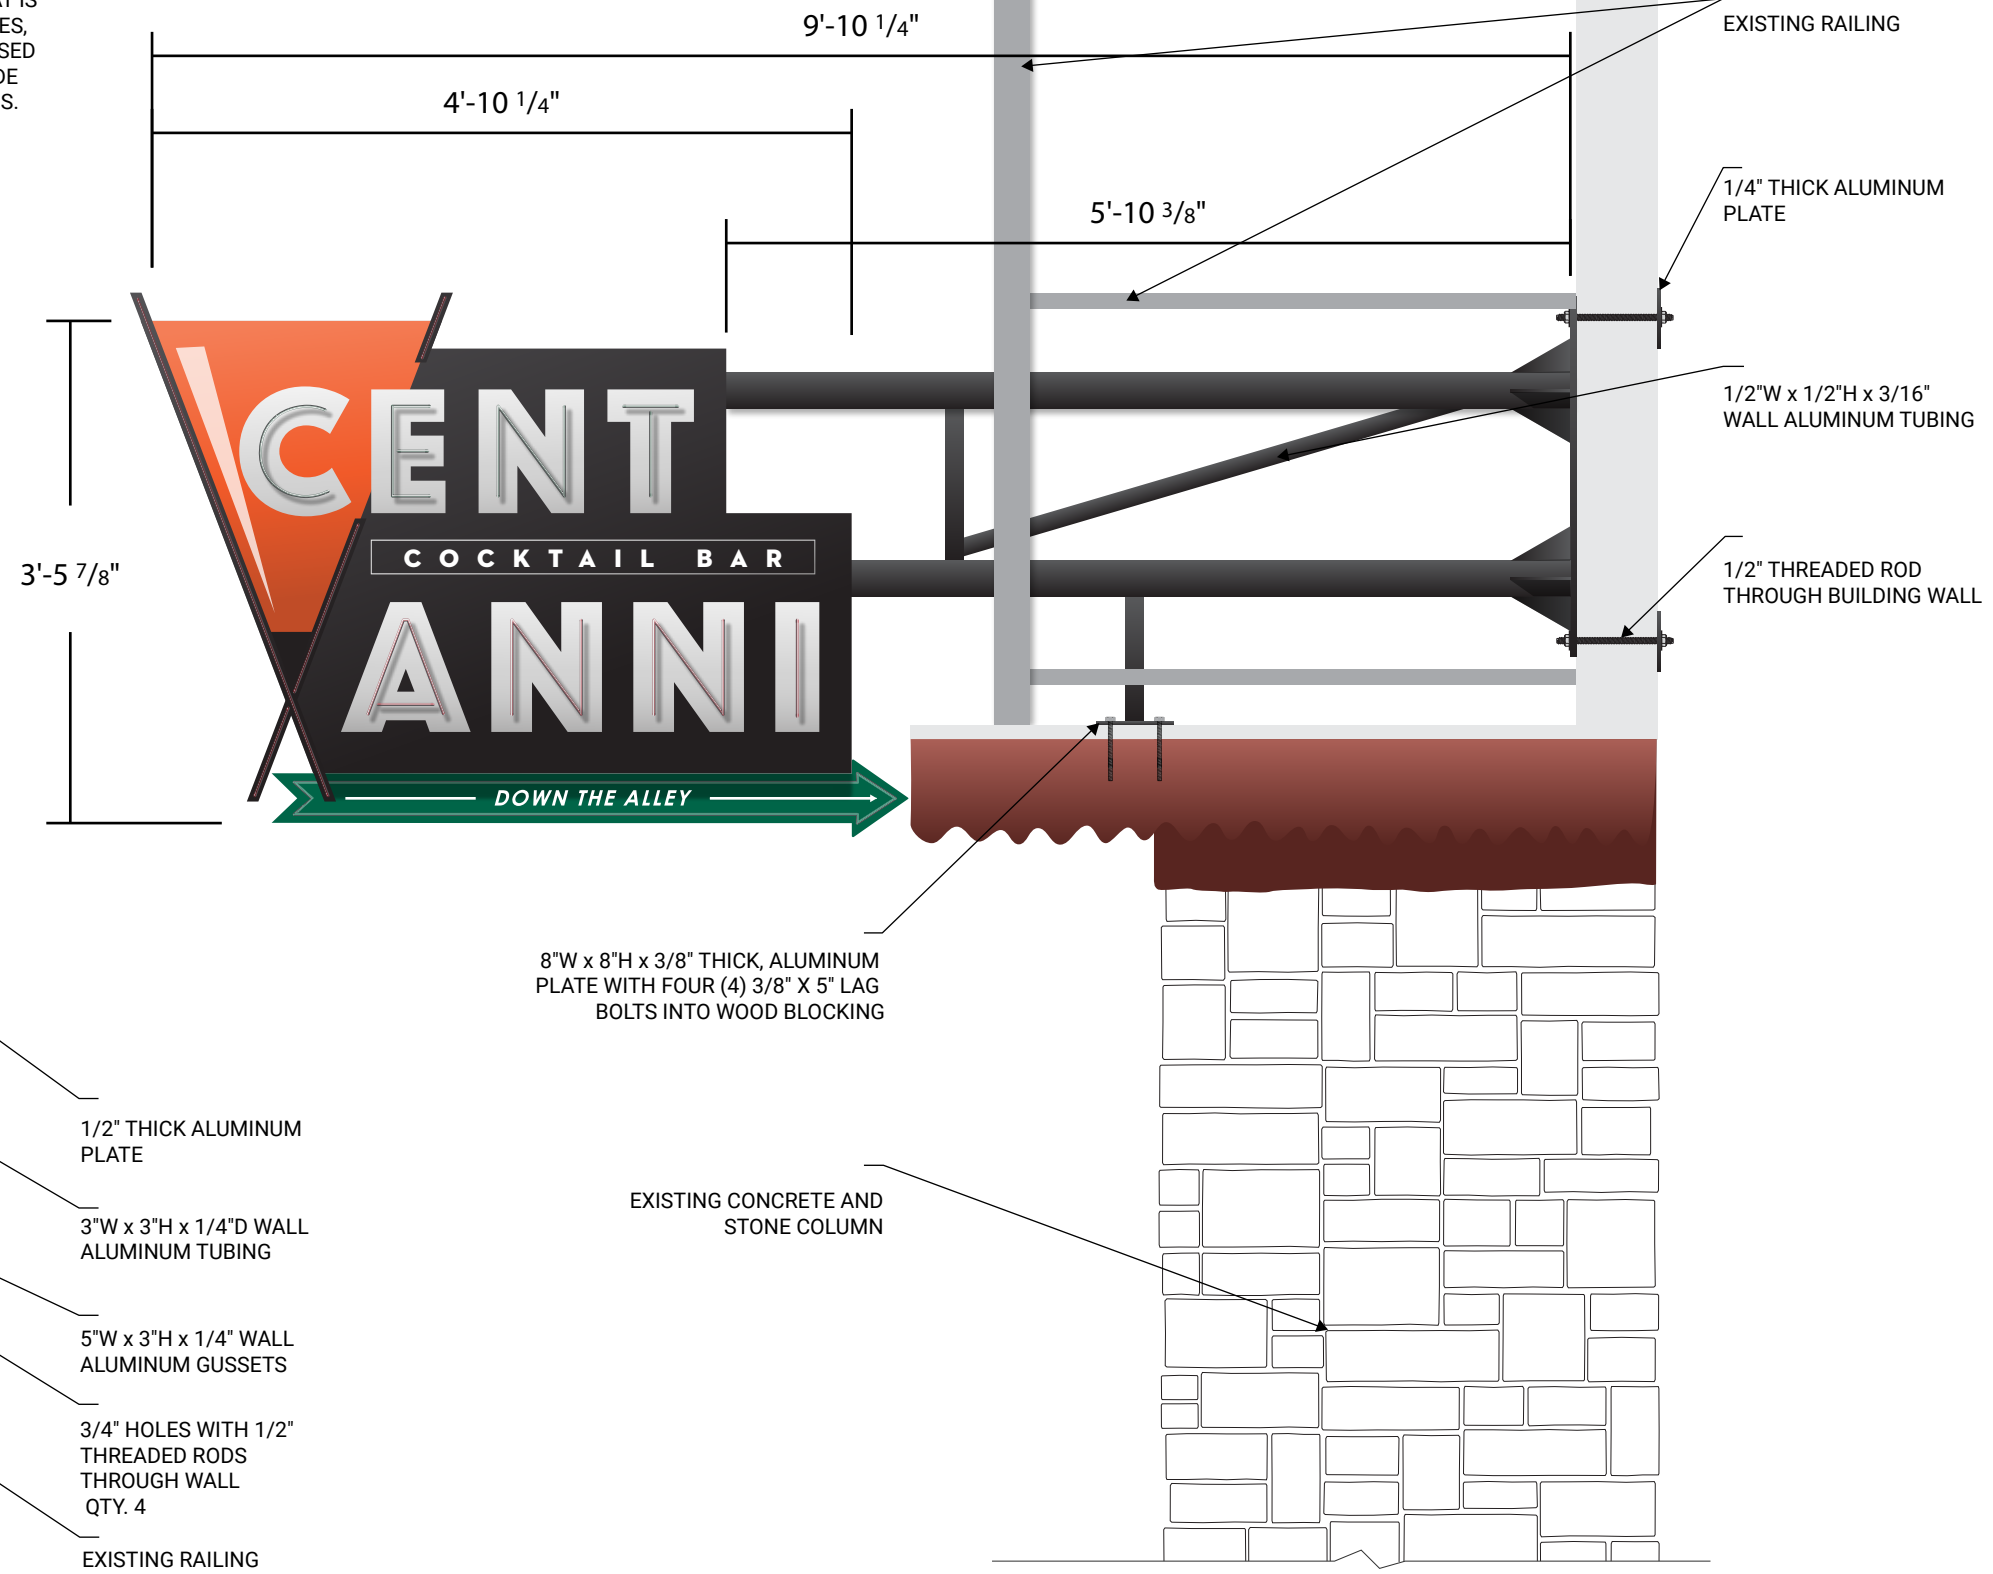 ES,
SED
DE
S.
9'-10 1/4"
4'-10 1/4"
5'-10 3/8"
3'-5 7/8"
EXISTING RAILING
1/4" THICK ALUMINUM
PLATE
1/2"W x 1/2"H x 3/16"
WALL ALUMINUM TUBING
1/2" THREADED ROD
THROUGH BUILDING WALL
CENT
COCKTAIL BAR
ANNI
DOWN THE ALLEY
8"W x 8"H x 3/8" THICK, ALUMINUM
PLATE WITH FOUR (4) 3/8" X 5" LAG
BOLTS INTO WOOD BLOCKING
1/2" THICK ALUMINUM
PLATE
3"W x 3"H x 1/4"D WALL
ALUMINUM TUBING
EXISTING CONCRETE AND
STONE COLUMN
5"W x 3"H x 1/4" WALL
ALUMINUM GUSSETS
3/4" HOLES WITH 1/2"
THREADED RODS
THROUGH WALL
QTY. 4
EXISTING RAILING